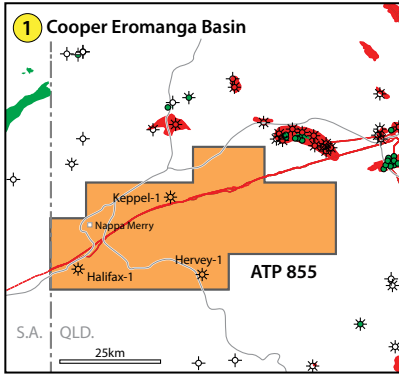 1 Cooper Eromanga Basin
Keppel-1
Nappa Merry
Hervey-1
ATP 855
Halifax-1
S.A. QLD.
25km